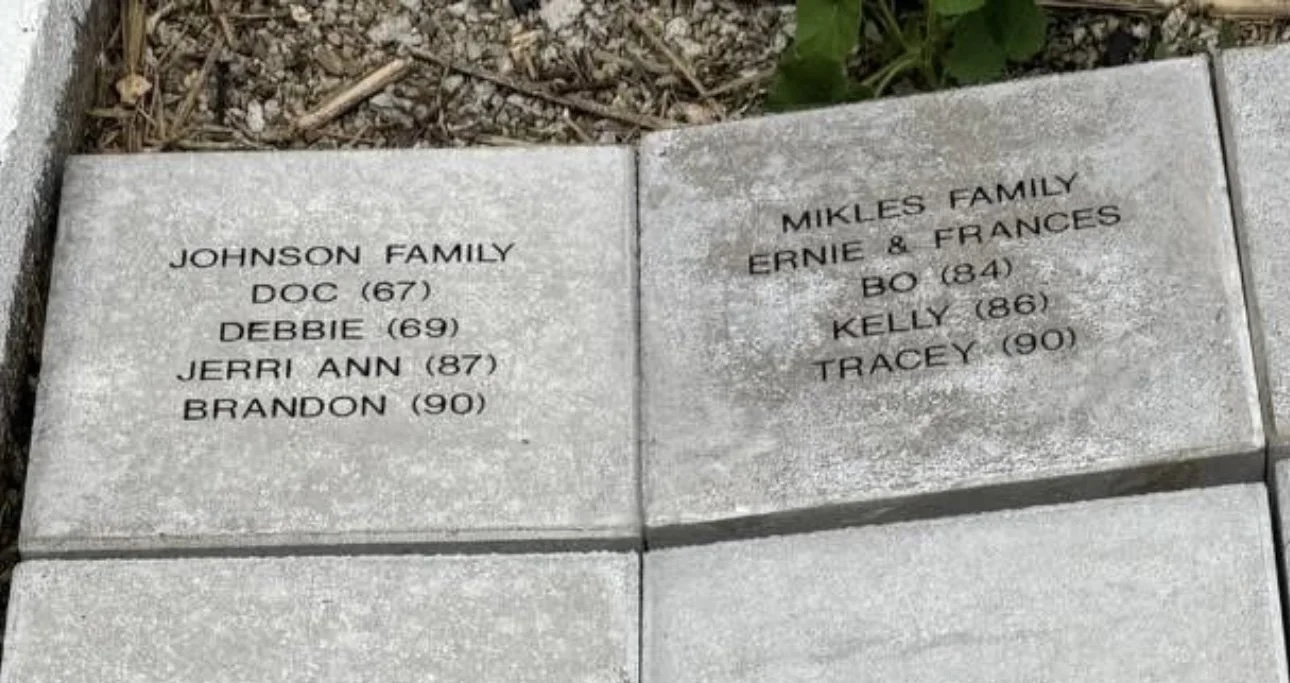 JOHNSON FAMILY
DOC (67)
DEBBIE (69)
JERRI ANN (87)
BRANDON (90)
MIKLES FAMILY
ERNIE & FRANCES
BO (84)
KELLY (86)
TRACEY (90)